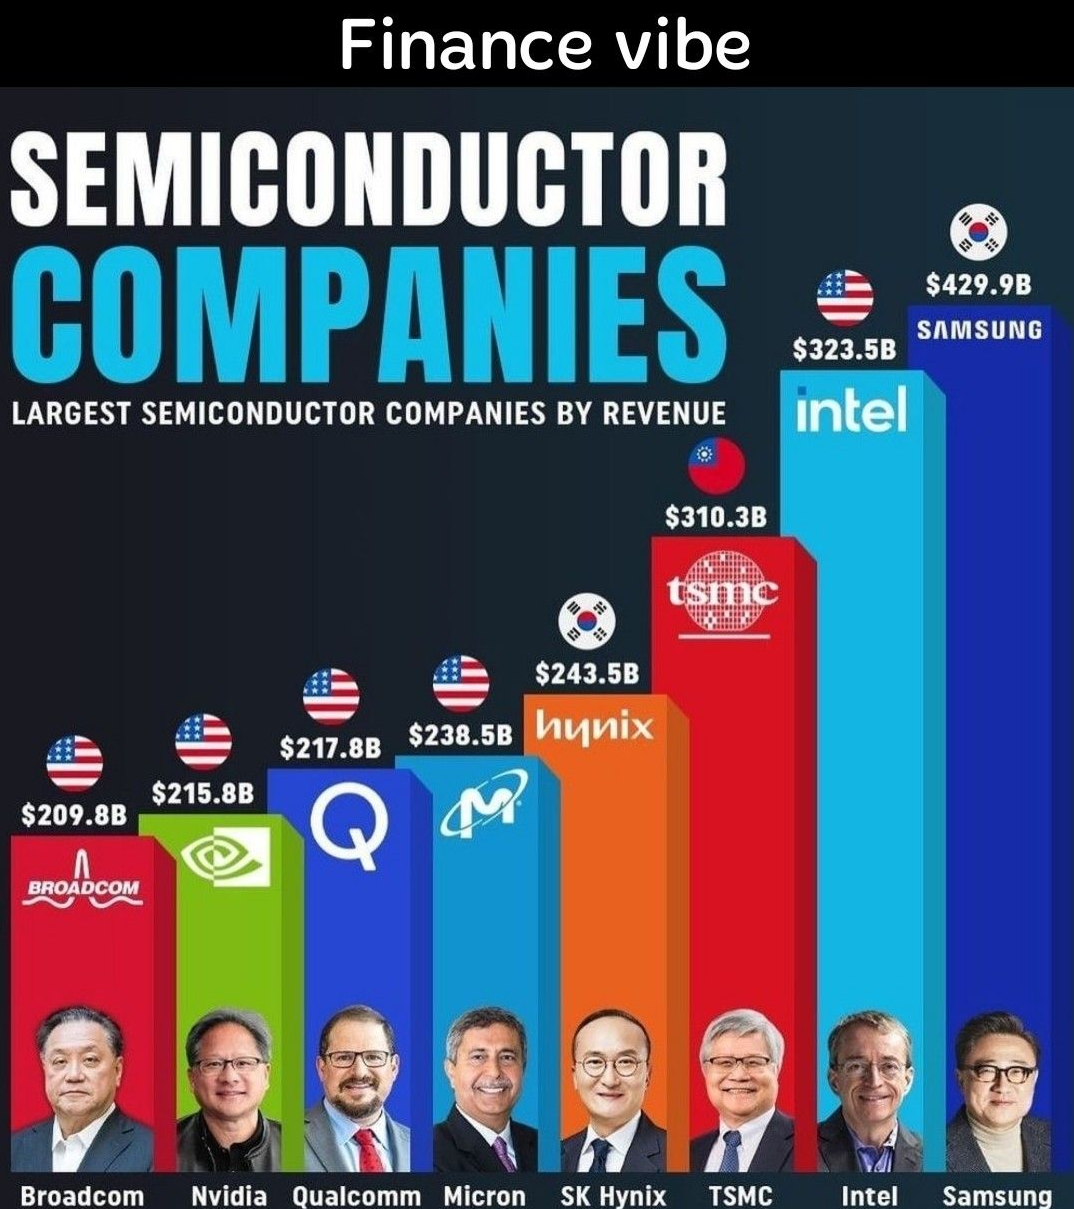 Finance vibe
SEMICONDUCTOR
COMPANIES
LARGEST SEMICONDUCTOR COMPANIES BY REVENUE
$429.9B
SAMSUNG
$323.5B
intel
$310.3B
tsmc
$243.5B
hynix
$238.5B
$217.8B
$215.8B
$209.8B
BROADCOM
Broadcom Nvidia Qualcomm Micron SK Hynix TSMC Intel Samsung